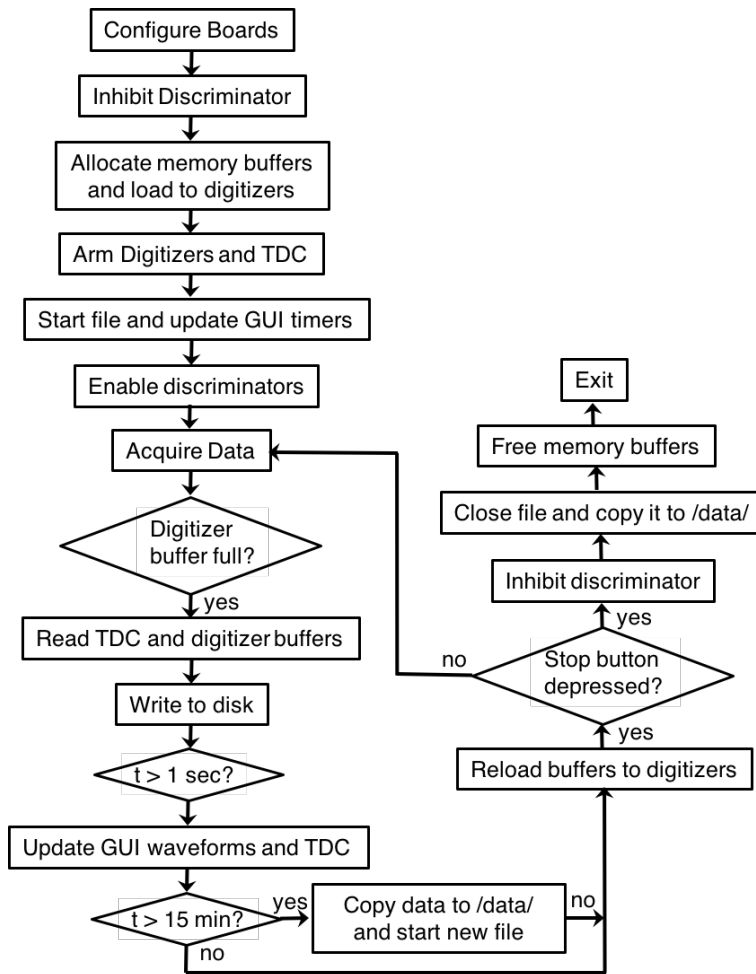 Configure Boards
Inhibit Discriminator
Allocate memory buffers
and load to digitizers
Arm Digitizers and TDC
Start file and update GUI timers
Enable discriminators
Acquire Data
Digitizer
buffer full?
yes
Read TDC and digitizer buffers
Write to disk
t > 1 sec?
Update GUI waveforms and TDC
t > 15 min?
yes
no
Copy data to /data/
and start new file
no
Reload buffers to digitizers
yes
Stop button
depressed?
no
yes
Inhibit discriminator
Close file and copy it to /data/
Free memory buffers
Exit